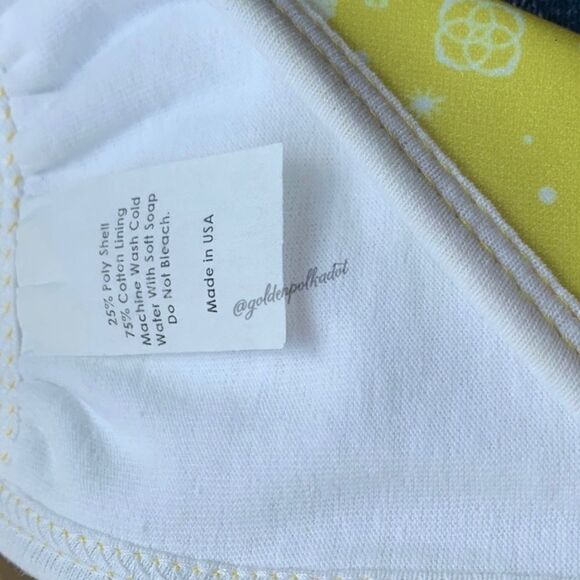 25% Poly Shell
75% Cotton Lining
Machine Wash Cold
Water With Soft Soap
Do Not Bleach.
Made in USA
@goldenpolkadot